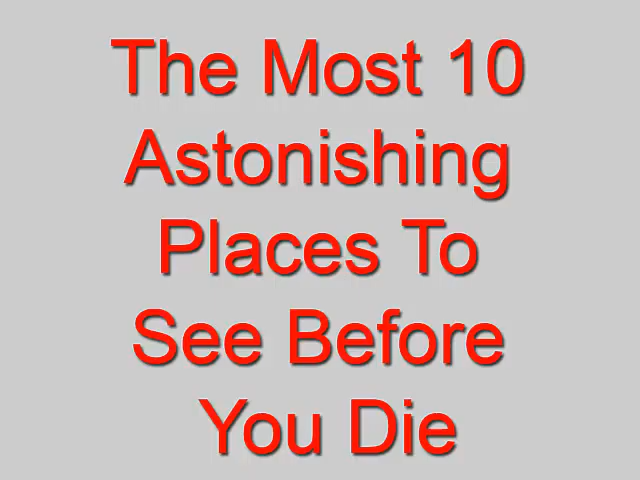 The Most 10
Astonishing
Places To
See Before
You Die